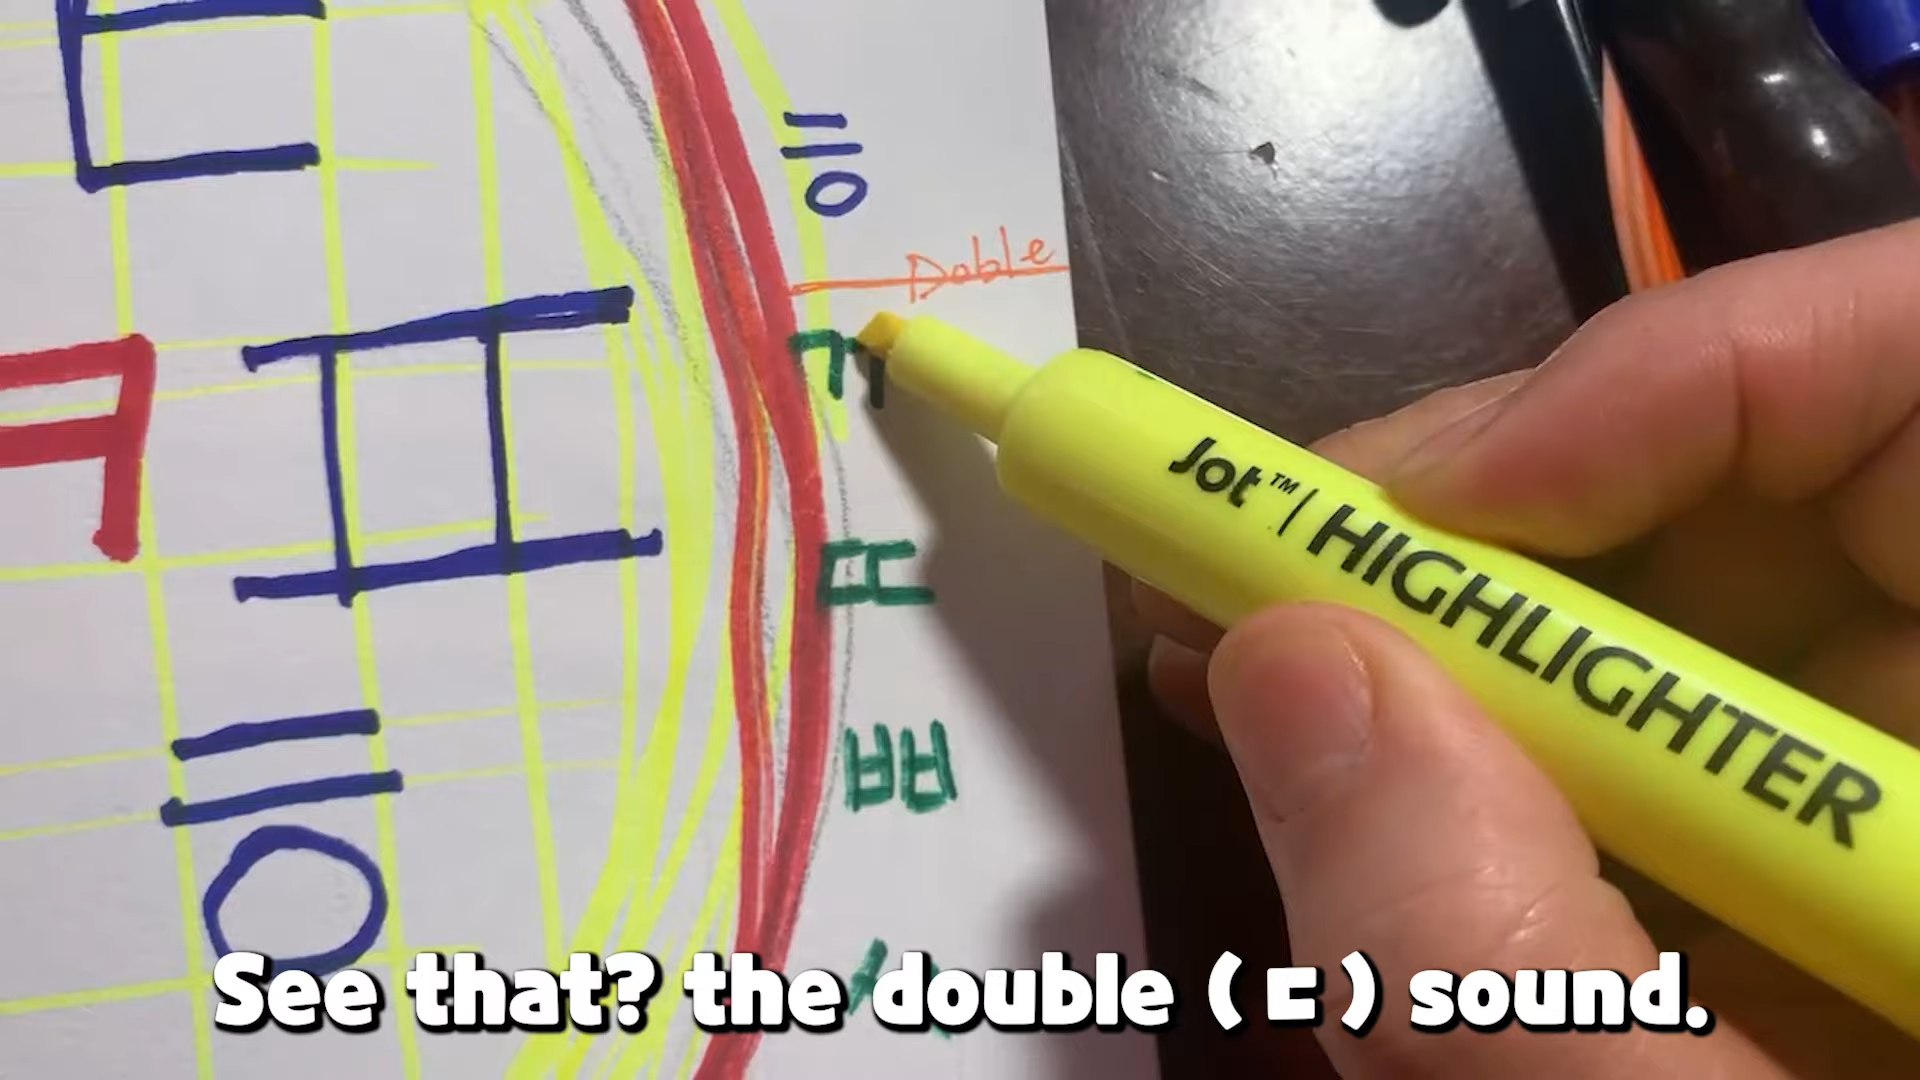 ㅌ
ㅎ
Doble
ㅋ
ㅍ
ㄲ
ㄸ
ㅃ
ㅎ
Jot™ | HIGHLIGHTER
See that? the double (ㄷ) sound.